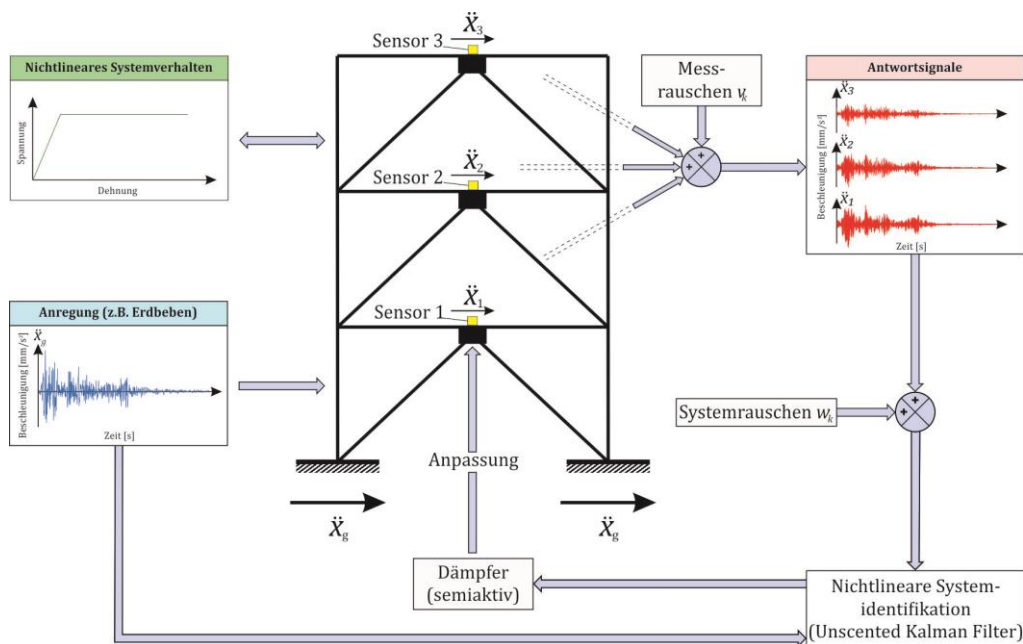 Nichtlineares Systemverhalten
Spannung
Dehnung
Anregung (z.B. Erdbeben)
Beschleunigung [mm/s²]
Ẍg
Zeit [s]
Sensor 3
Ẍ3
Sensor 2
Ẍ2
Sensor 1
Ẍ1
Anpassung
Ẍg
Ẍg
Dämpfer
(semiaktiv)
Mess-
rauschen vk
+
+
Antwortsignale
Beschleunigung [mm/s²]
ẍ3
ẍ2
ẍ1
Zeit [s]
Systemrauschen wk
+
+
Nichtlineare System-
identifikation
(Unscented Kalman Filter)